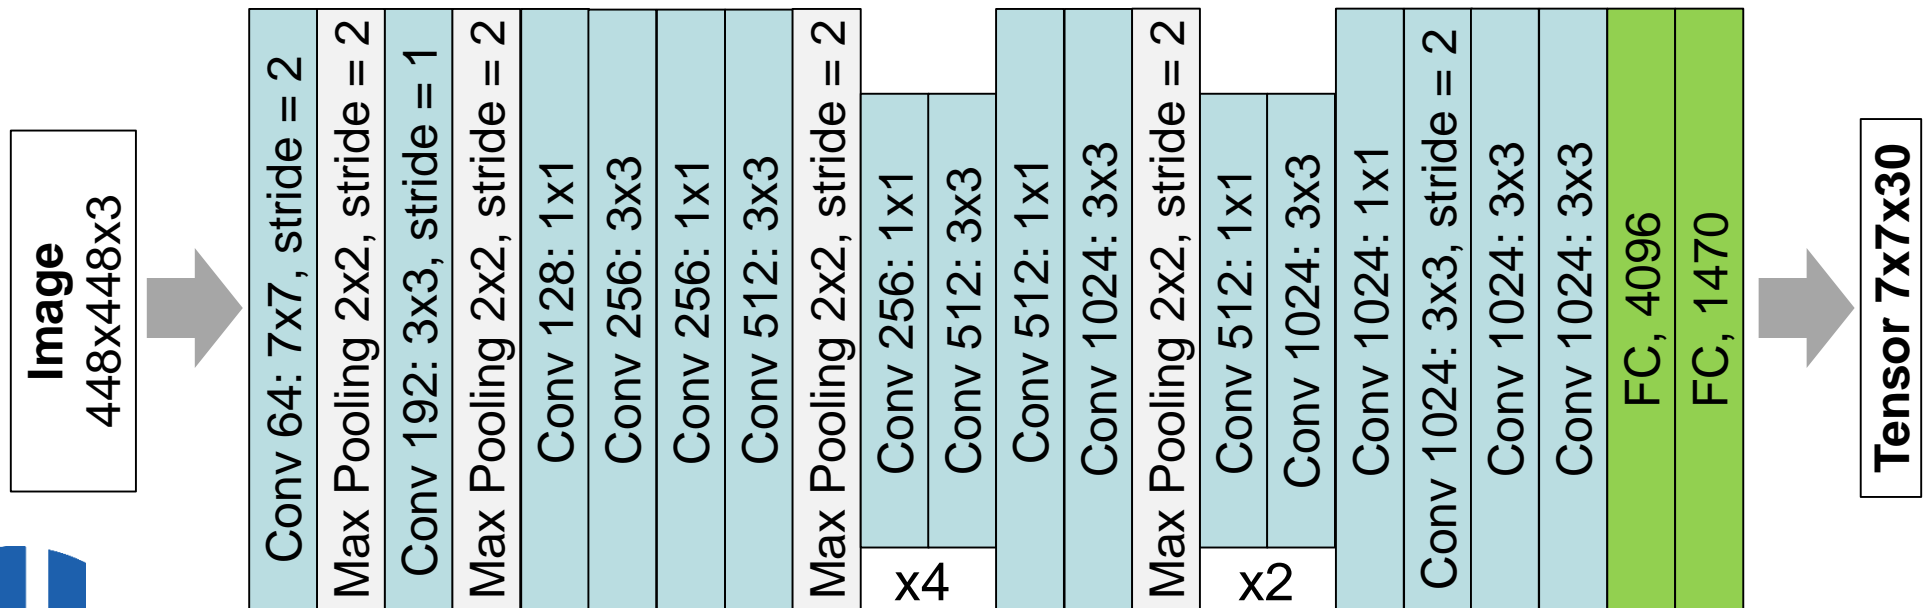 Image
448x448x3
Conv 64: 7x7, stride = 2
Max Pooling 2x2, stride = 2
Conv 192: 3x3, stride = 1
Max Pooling 2x2, stride = 2
Conv 128: 1x1
Conv 256: 3x3
Conv 256: 1x1
Conv 512: 3x3
Max Pooling 2x2, stride = 2
Conv 256: 1x1
Conv 512: 3x3
x4
Conv 512: 1x1
Conv 1024: 3x3
Max Pooling 2x2, stride = 2
Conv 512: 1x1
Conv 1024: 3x3
x2
Conv 1024: 1x1
Conv 1024: 3x3, stride = 2
Conv 1024: 3x3
Conv 1024: 3x3
FC, 4096
FC, 1470
Tensor 7x7x30